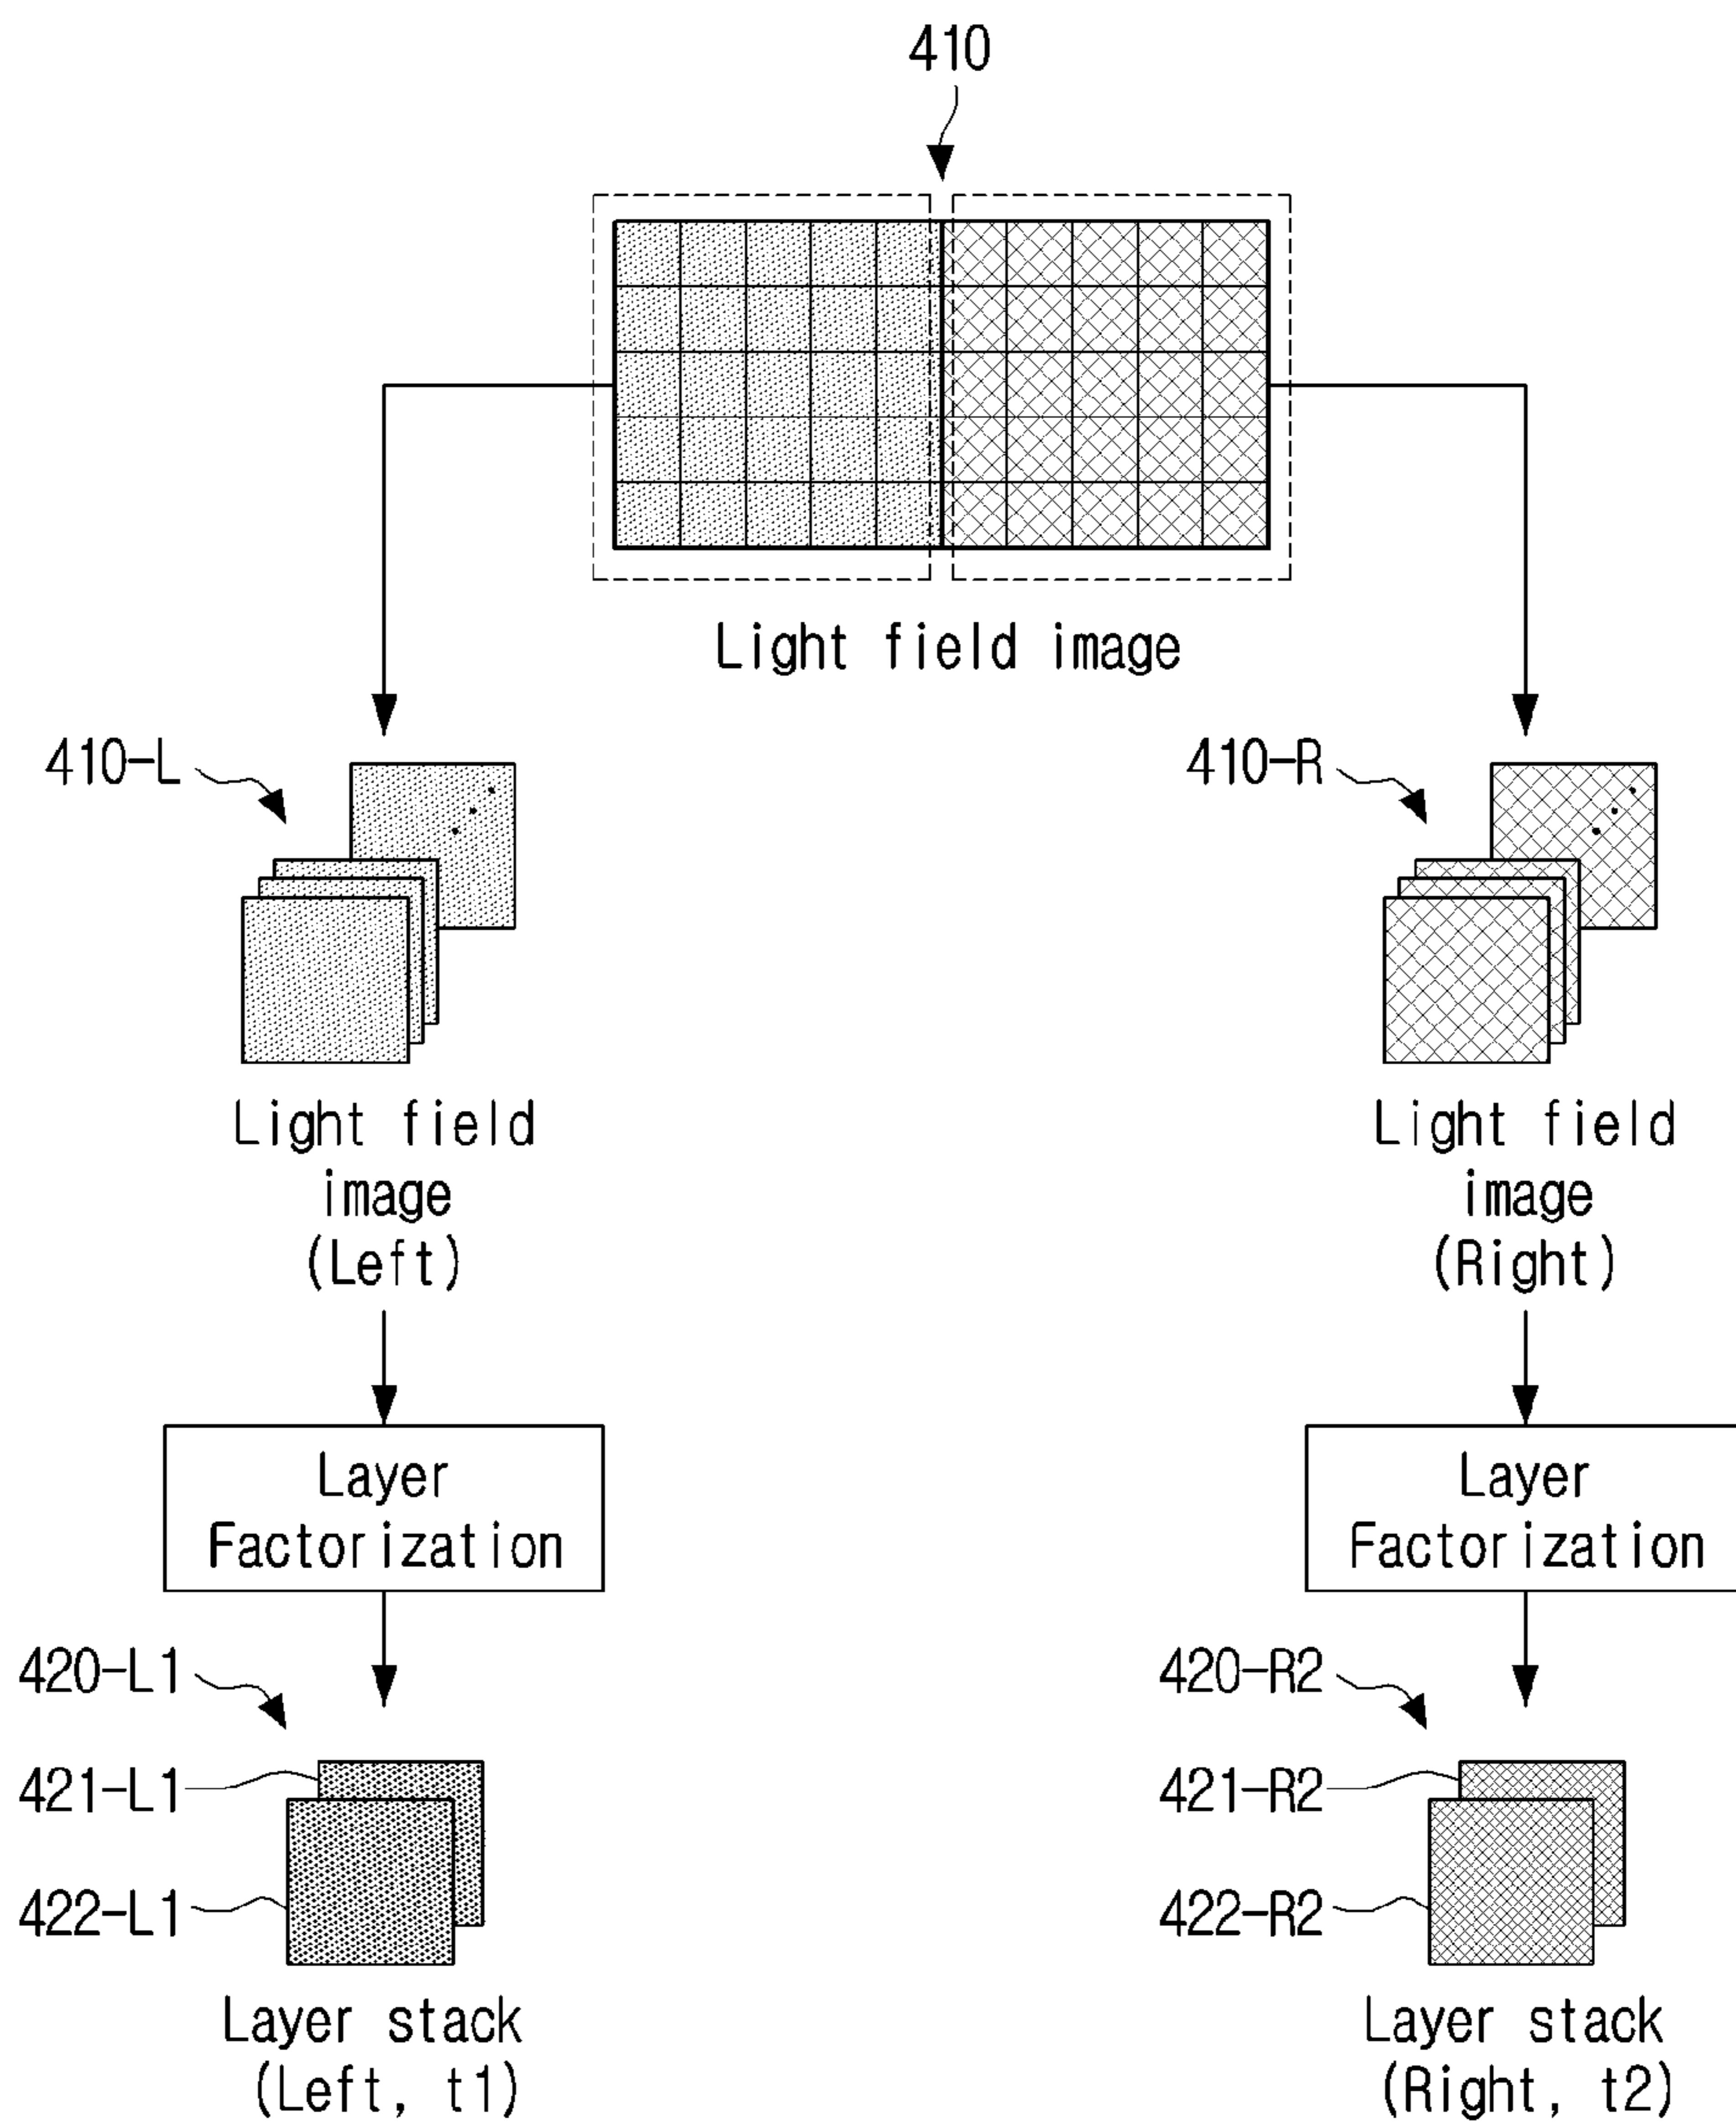 410
Light field image
410-L
410-R
Light field
image
(Left)
Light field
image
(Right)
Layer
Factorization
Layer
Factorization
420-L1
421-L1
422-L1
420-R2
421-R2
422-R2
Layer stack
(Left, t1)
Layer stack
(Right, t2)